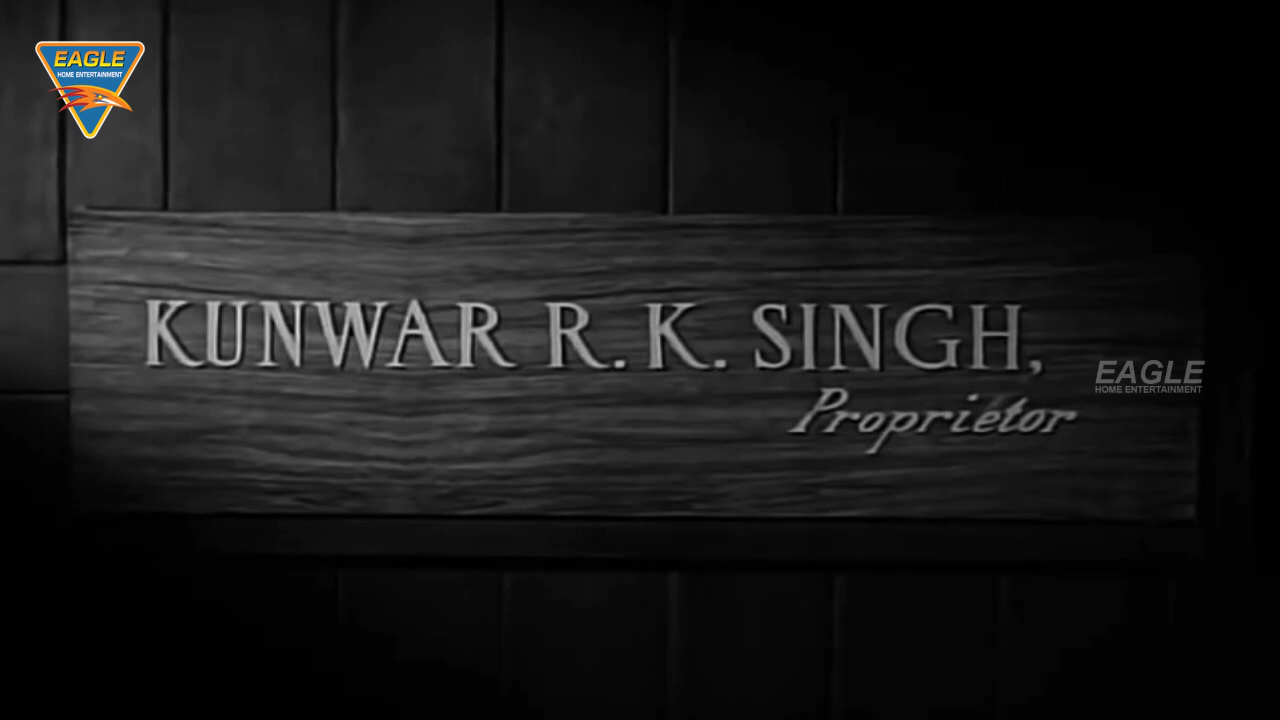 EAGLE
HOME ENTERTAINMENT
KUNWAR R. K. SINGH,
Proprietor
EAGLE
HOME ENTERTAINMENT